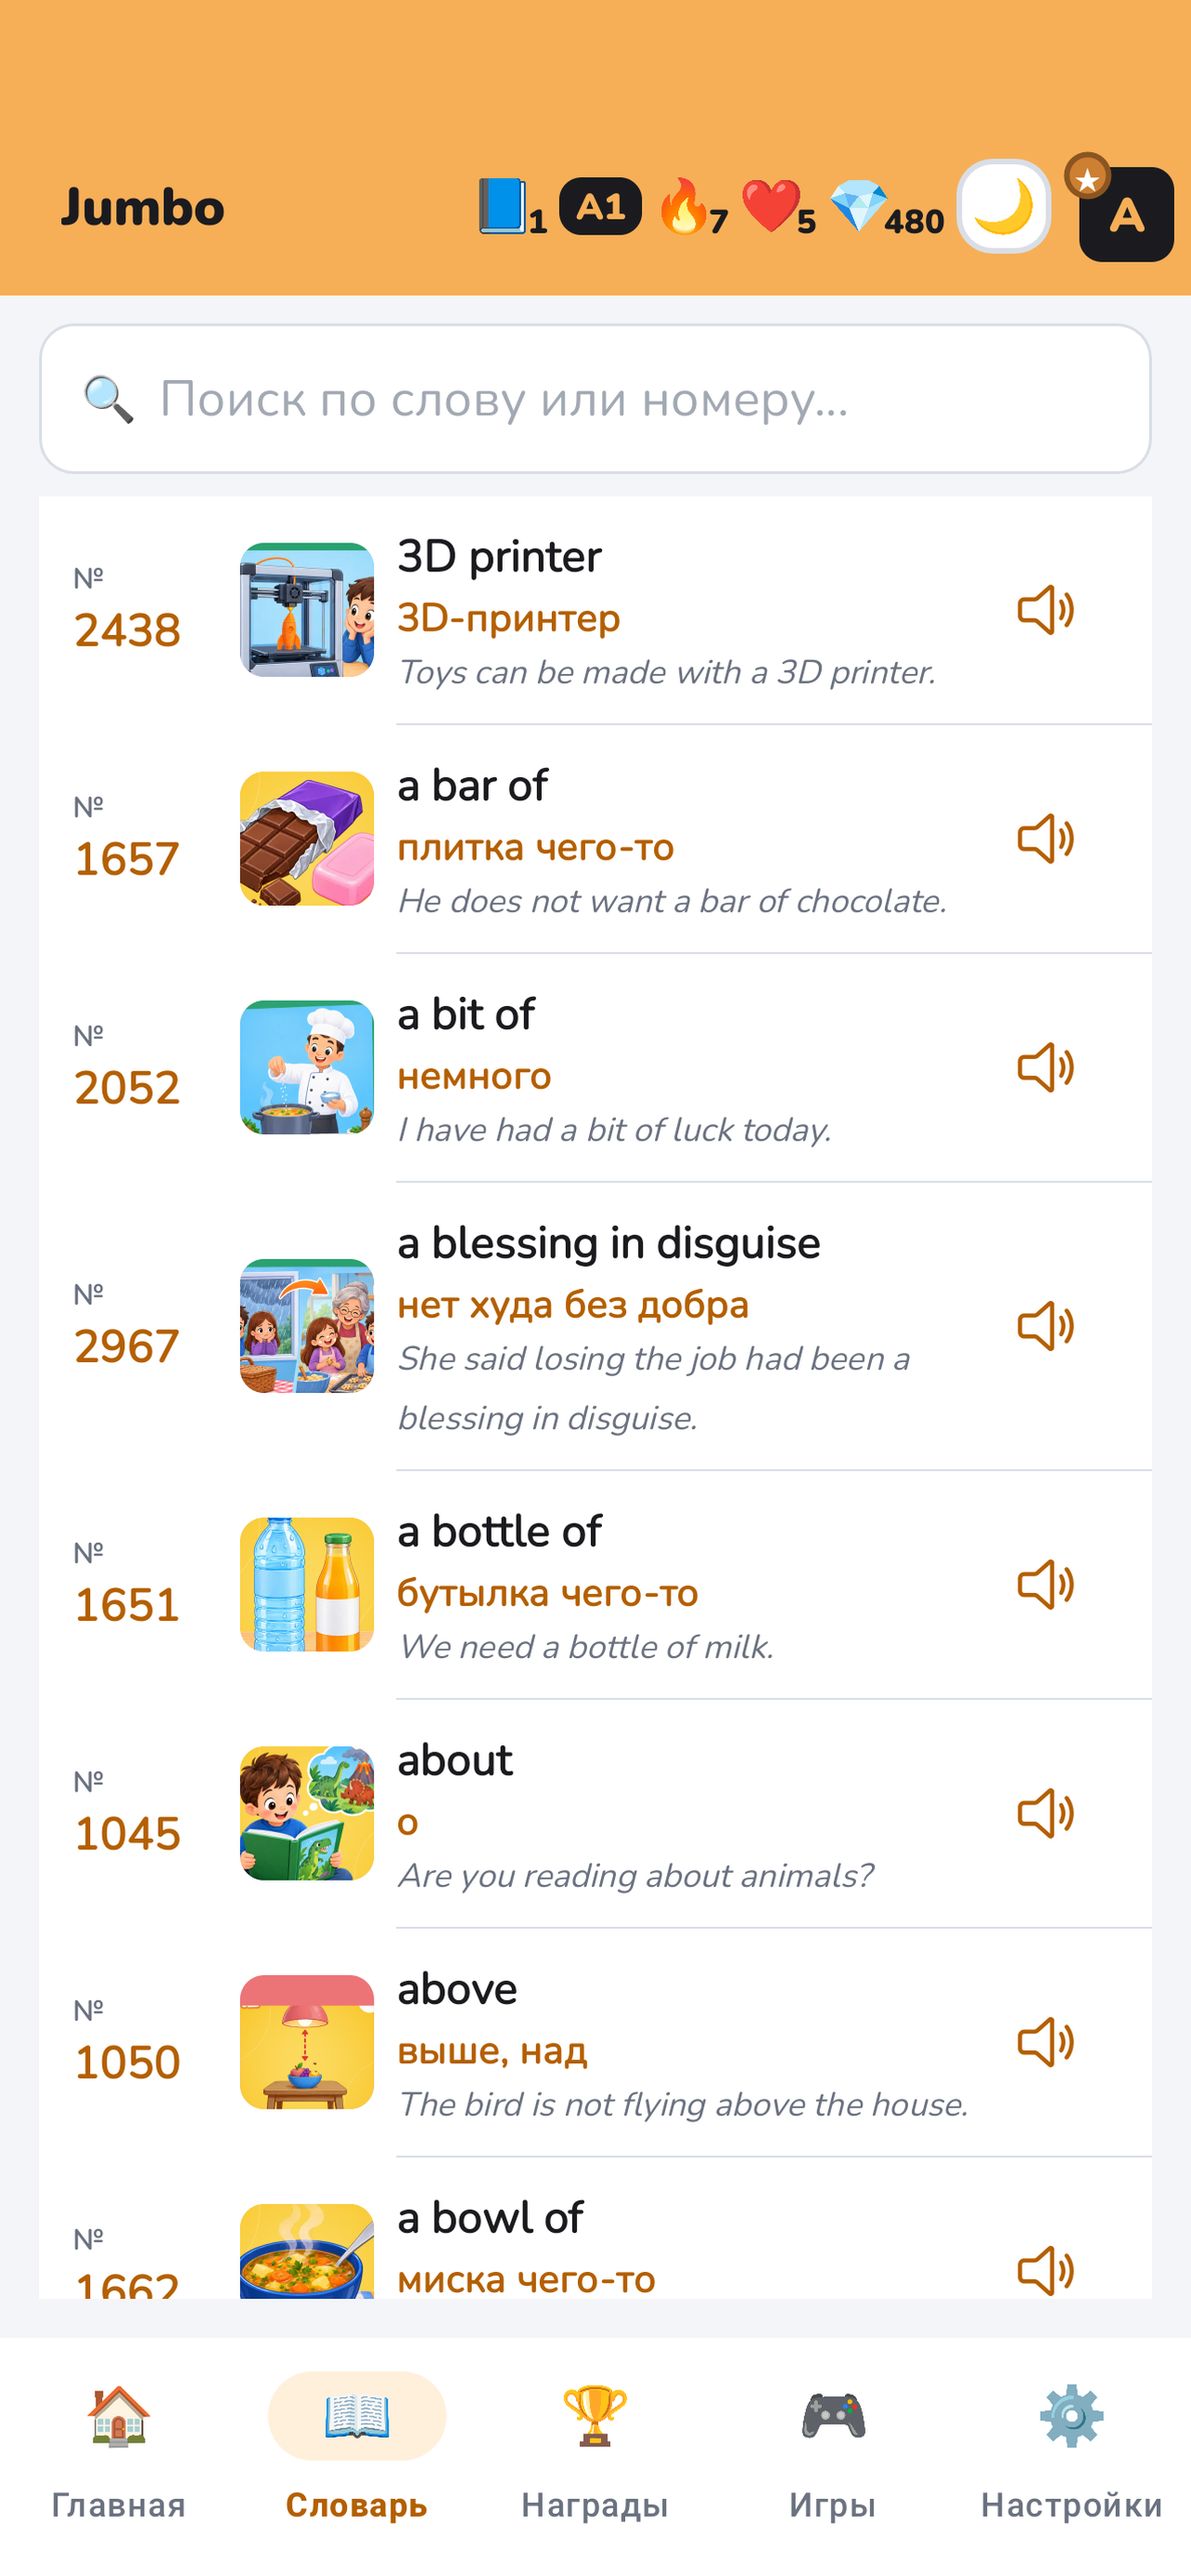 Jumbo 1 A1 7 5 480 A
Поиск по слову или номеру...
№
2438
3D printer
3D-принтер
Toys can be made with a 3D printer.
№
1657
a bar of
плитка чего-то
He does not want a bar of chocolate.
№
2052
a bit of
немного
I have had a bit of luck today.
№
2967
a blessing in disguise
нет худа без добра
She said losing the job had been a
blessing in disguise.
№
1651
a bottle of
бутылка чего-то
We need a bottle of milk.
№
1045
about
о
Are you reading about animals?
№
1050
above
выше, над
The bird is not flying above the house.
№
1662
a bowl of
миска чего-то
Главная Словарь Награды Игры Настройки